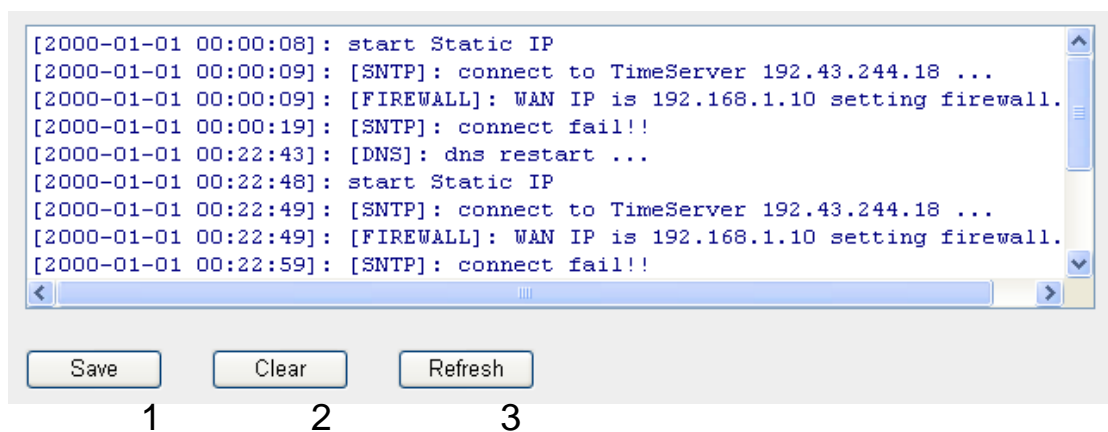 [2000-01-01 00:00:08]: start Static IP
[2000-01-01 00:00:09]: [SNTP]: connect to TimeServer 192.43.244.18 ...
[2000-01-01 00:00:09]: [FIREWALL]: WAN IP is 192.168.1.10 setting firewall.
[2000-01-01 00:00:19]: [SNTP]: connect fail!!
[2000-01-01 00:22:43]: [DNS]: dns restart ...
[2000-01-01 00:22:48]: start Static IP
[2000-01-01 00:22:49]: [SNTP]: connect to TimeServer 192.43.244.18 ...
[2000-01-01 00:22:49]: [FIREWALL]: WAN IP is 192.168.1.10 setting firewall.
[2000-01-01 00:22:59]: [SNTP]: connect fail!!
Save Clear Refresh
1 2 3